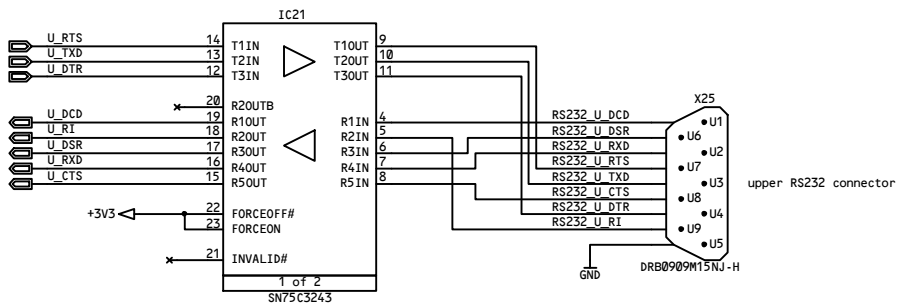 IC21
U_RTS 14 T1IN T1OUT 9
U_TXD 13 T2IN T2OUT 10
U_DTR 12 T3IN T3OUT 11
20 R2OUTB
U_DCD 19 R1OUT R1IN 4 RS232_U_DCD
U_RI 18 R2OUT R2IN 5 RS232_U_DSR
U_DSR 17 R3OUT R3IN 6 RS232_U_RXD
U_RXD 16 R4OUT R4IN 7 RS232_U_RTS
U_CTS 15 R5OUT R5IN 8 RS232_U_TXD
RS232_U_CTS
RS232_U_DTR
RS232_U_RI
+3V3 22 FORCEOFF#
23 FORCEON
21 INVALID#
1 of 2
SN75C3243
X25
U1
U6
U2
U7
U3
U8
U4
U9
U5
GND
DRB0909M15NJ-H
upper RS232 connector